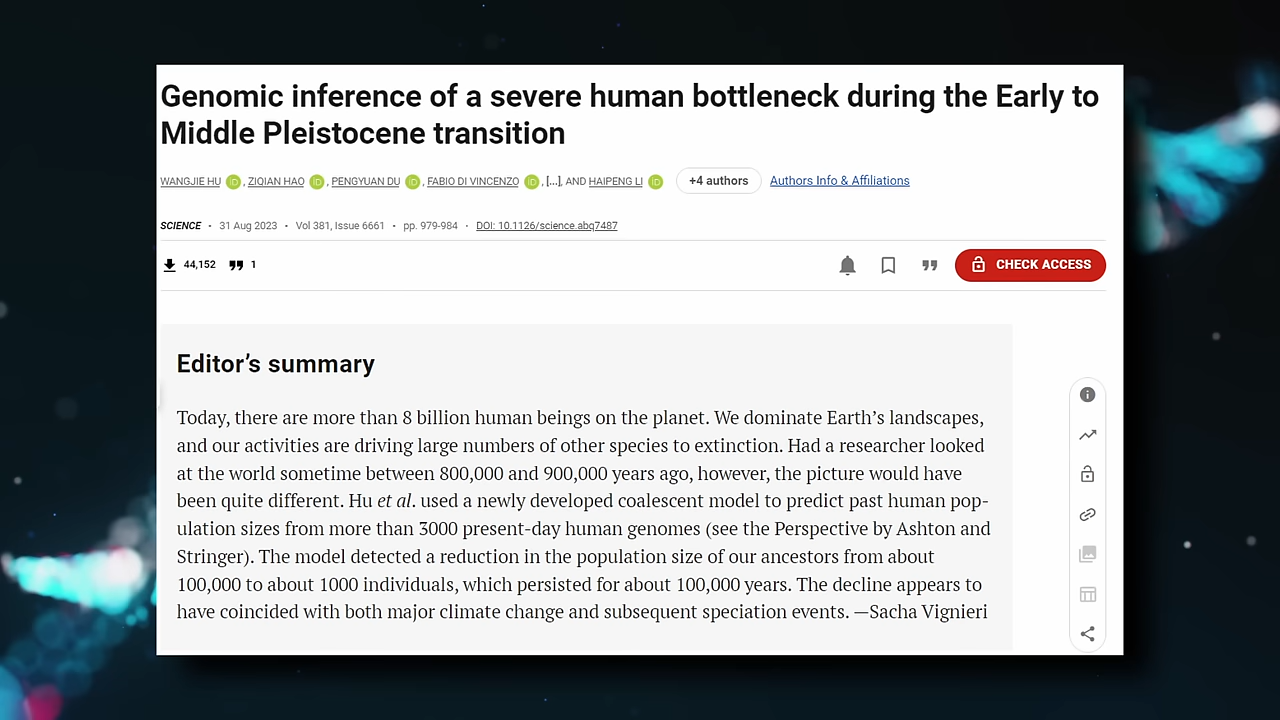 Genomic inference of a severe human bottleneck during the Early to
Middle Pleistocene transition
WANGJIE HU iD, ZIQIAN HAO iD, PENGYUAN DU iD, FABIO DI VINCENZO iD, [...], AND HAIPENG LI iD +4 authors Authors Info & Affiliations
SCIENCE • 31 Aug 2023 • Vol 381, Issue 6661 • pp. 979-984 • DOI: 10.1126/science.abq7487
44,152 1 CHECK ACCESS
Editor’s summary
Today, there are more than 8 billion human beings on the planet. We dominate Earth’s landscapes,
and our activities are driving large numbers of other species to extinction. Had a researcher looked
at the world sometime between 800,000 and 900,000 years ago, however, the picture would have
been quite different. Hu et al. used a newly developed coalescent model to predict past human pop-
ulation sizes from more than 3000 present-day human genomes (see the Perspective by Ashton and
Stringer). The model detected a reduction in the population size of our ancestors from about
100,000 to about 1000 individuals, which persisted for about 100,000 years. The decline appears to
have coincided with both major climate change and subsequent speciation events. —Sacha Vignieri